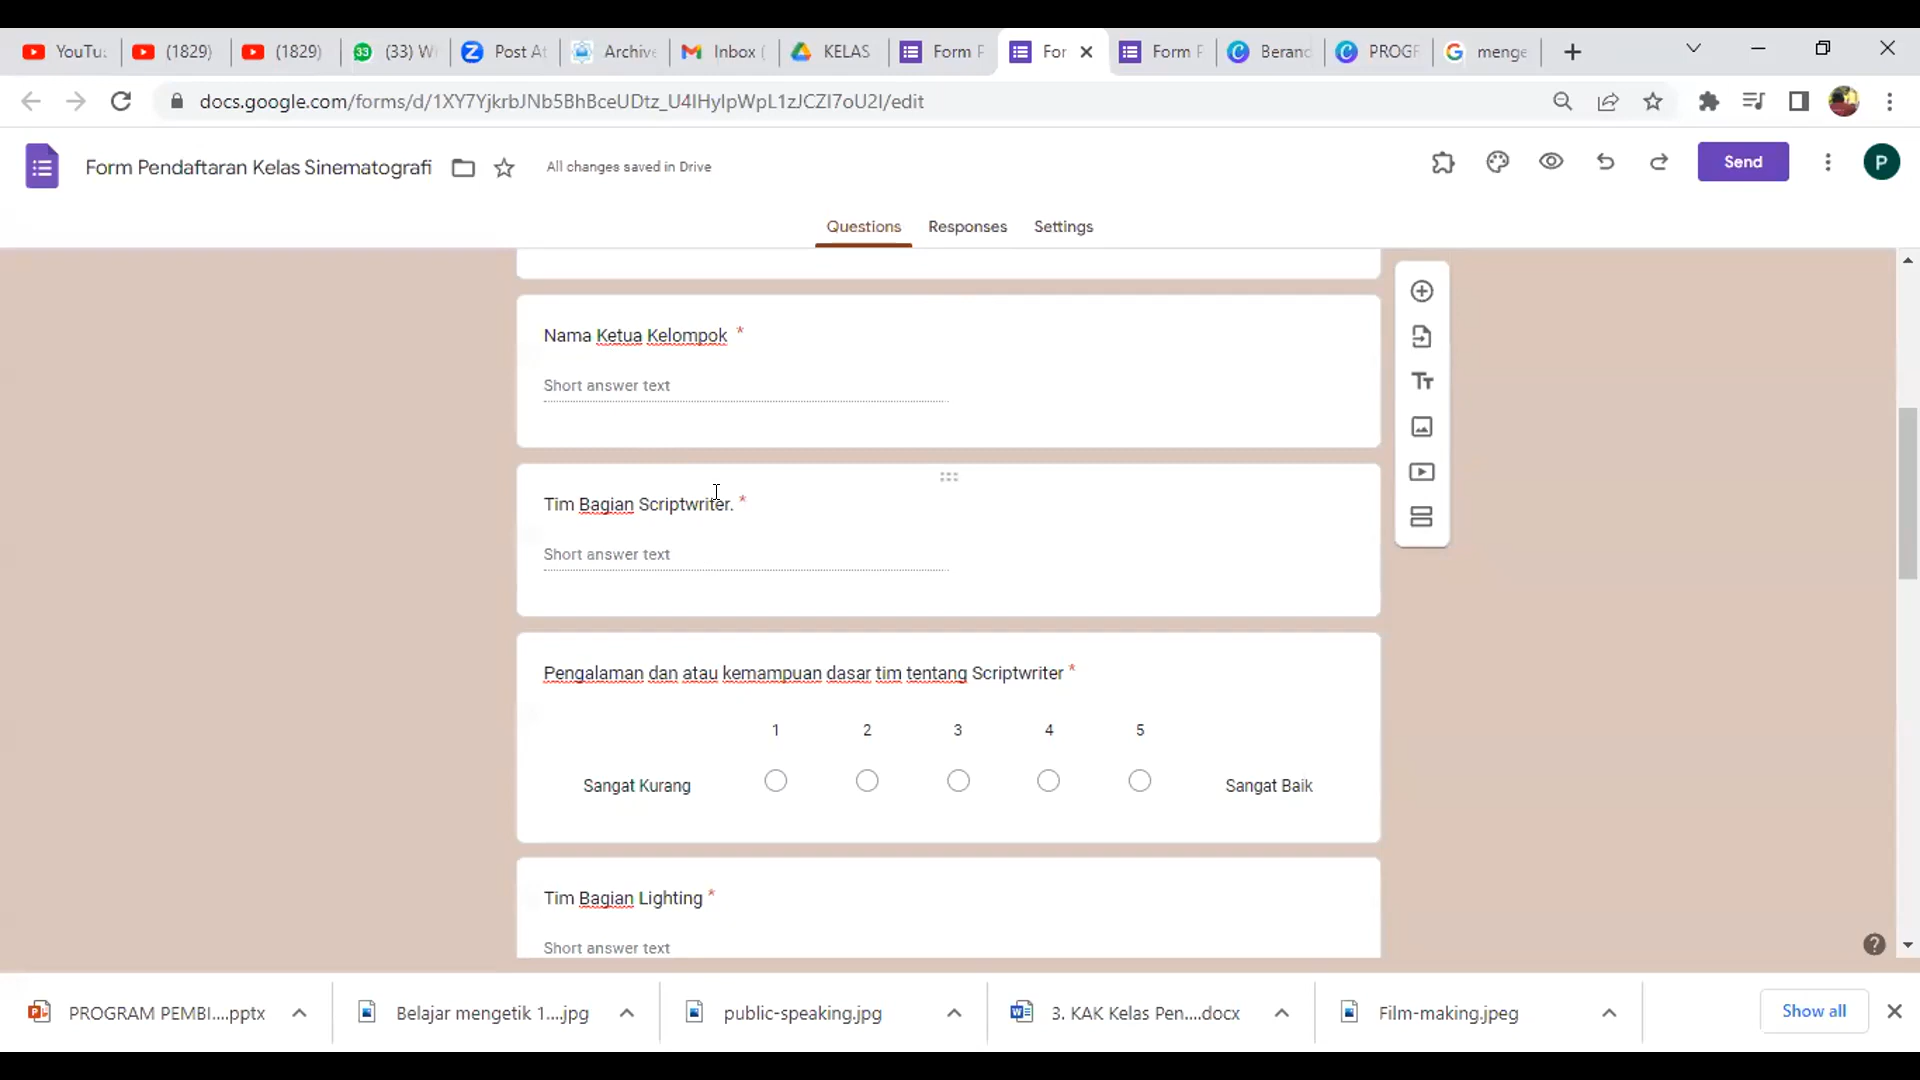 YouTu
(1829)
(1829)
(33) W
Post At
Archive
Inbox (
KELAS
Form P
For
Form F
Beranc
PROGF
menge
docs.google.com/forms/d/1XY7YjkrbJNb5BhBceUDtz_U4IHyIpWpL1zJCZI7oU2I/edit
Form Pendaftaran Kelas Sinematografi
All changes saved in Drive
Send
P
Questions
Responses
Settings
Nama Ketua Kelompok *
Short answer text
Tim Bagian Scriptwriter. *
Short answer text
Pengalaman dan atau kemampuan dasar tim tentang Scriptwriter *
1 2 3 4 5
Sangat Kurang
Sangat Baik
Tim Bagian Lighting *
Short answer text
PROGRAM PEMBI....pptx
Belajar mengetik 1....jpg
public-speaking.jpg
3. KAK Kelas Pen....docx
Film-making.jpeg
Show all